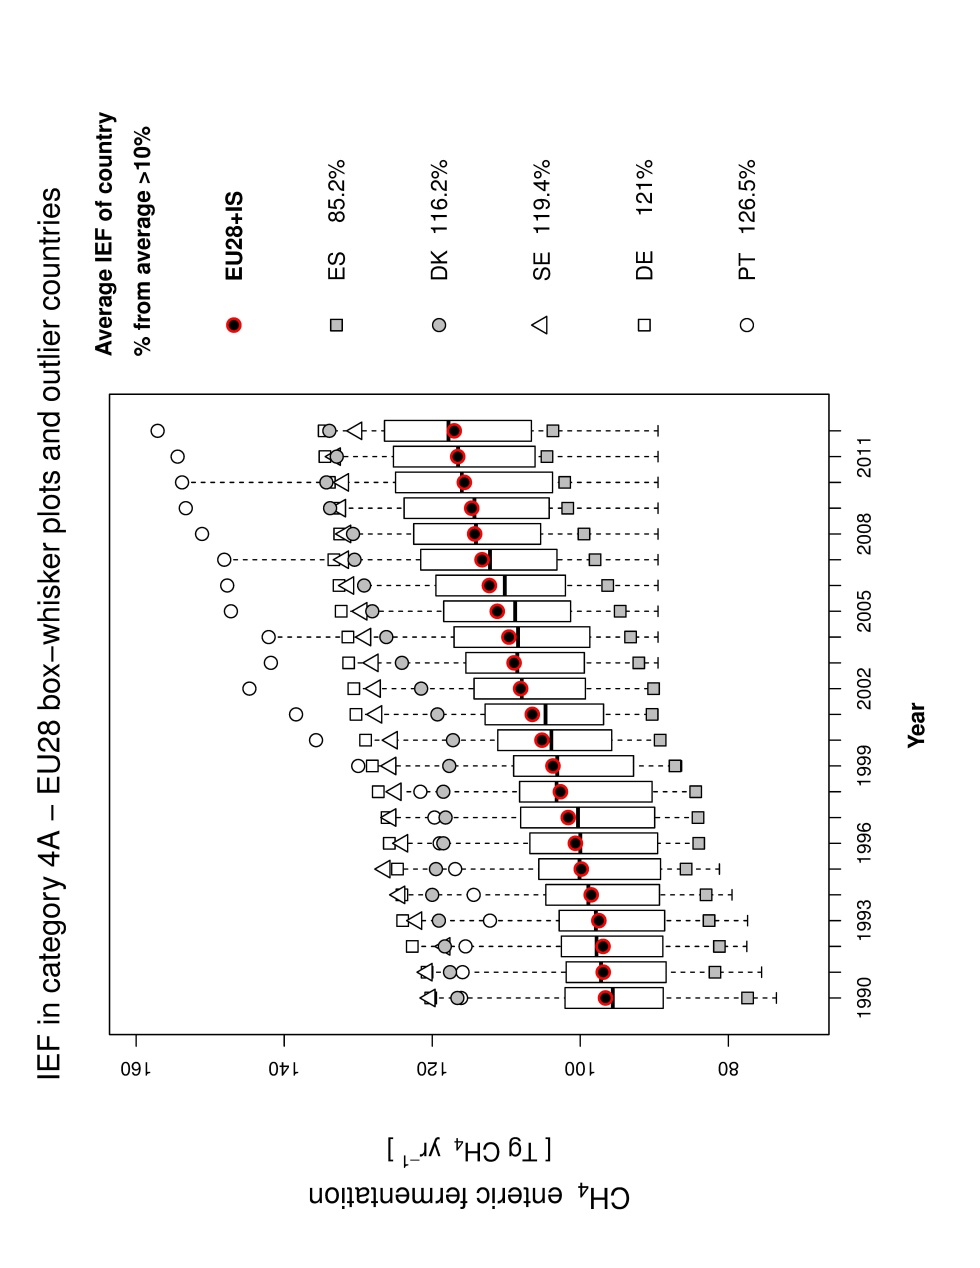 IEF in category 4A − EU28 box−whisker plots and outlier countries
CH4 enteric fermentation
[ Tg CH4 yr−1 ]
160
140
120
100
80
1990 1993 1996 1999 2002 2005 2008 2011
Year
Average IEF of country
% from average >10%
EU28+IS
ES 85.2%
DK 116.2%
SE 119.4%
DE 121%
PT 126.5%